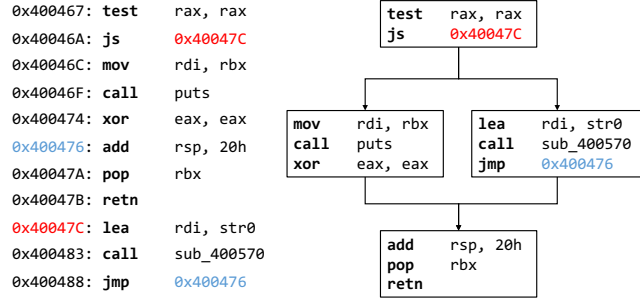 0x400467: test rax, rax
0x40046A: js 0x40047C
0x40046C: mov rdi, rbx
0x40046F: call puts
0x400474: xor eax, eax
0x400476: add rsp, 20h
0x40047A: pop rbx
0x40047B: retn
0x40047C: lea rdi, str0
0x400483: call sub_400570
0x400488: jmp 0x400476
test rax, rax
js 0x40047C
mov rdi, rbx
call puts
xor eax, eax
lea rdi, str0
call sub_400570
jmp 0x400476
add rsp, 20h
pop rbx
retn